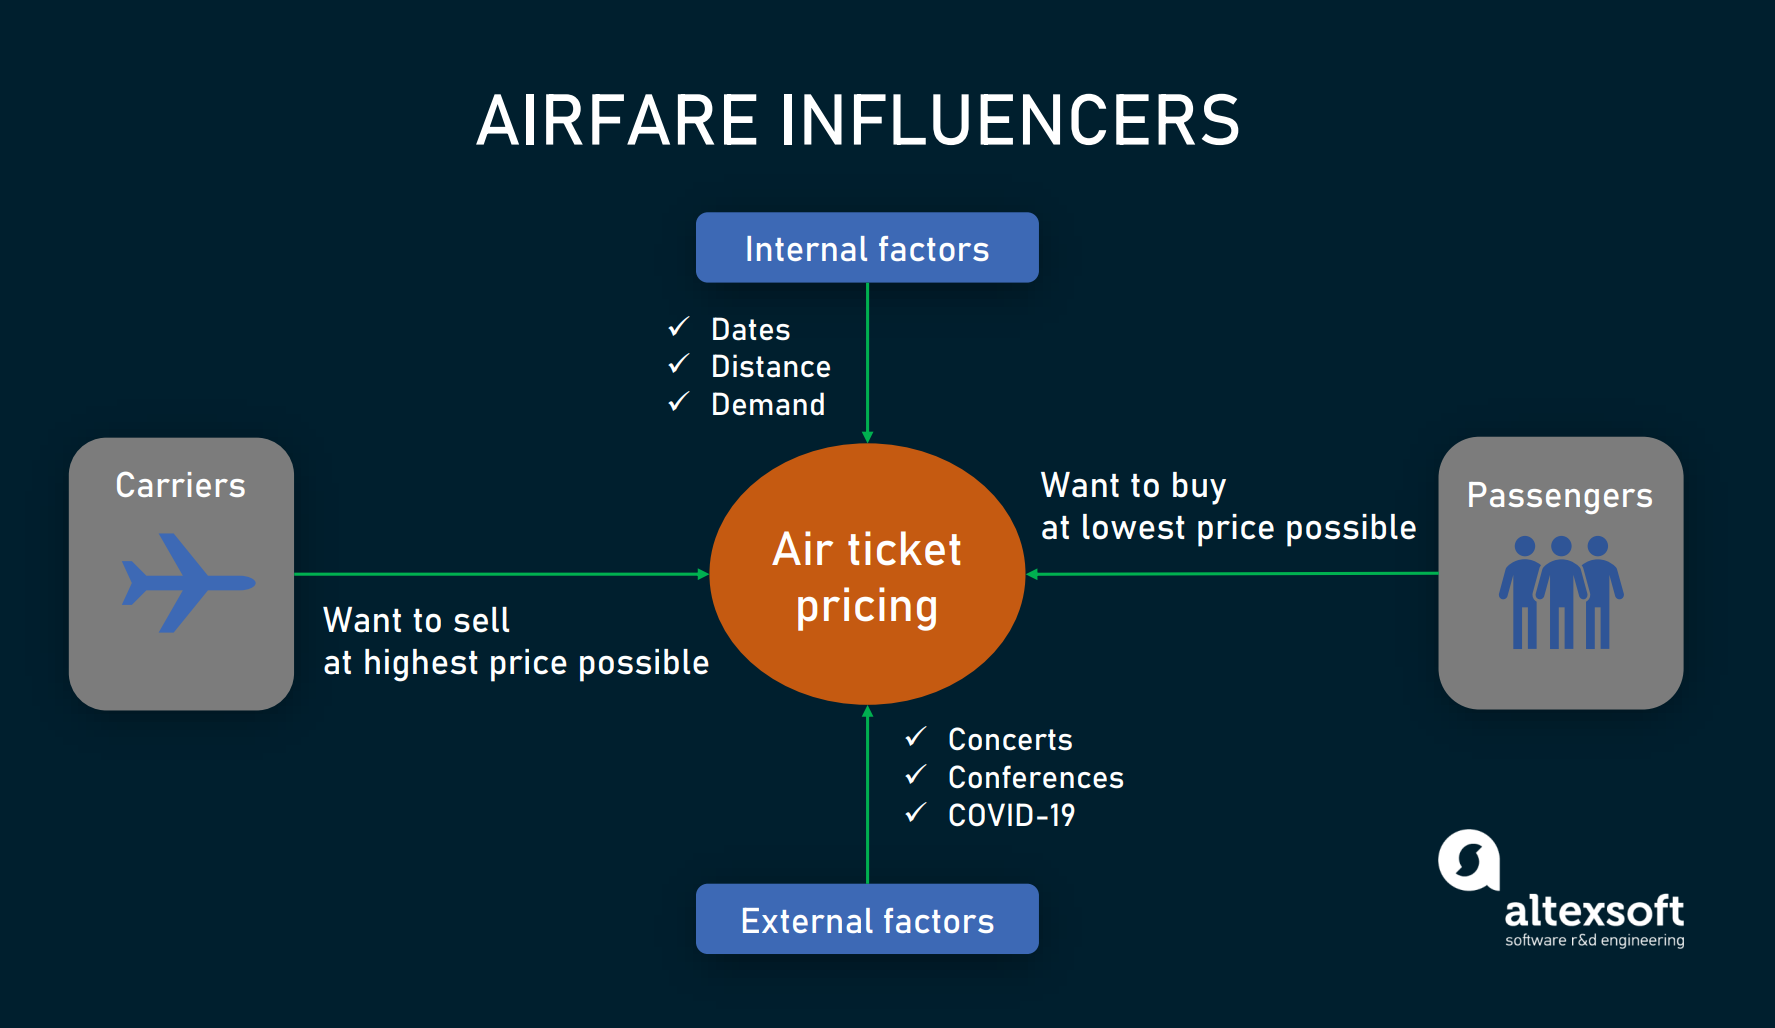 AIRFARE INFLUENCERS
Internal factors
Dates
Distance
Demand
Carriers
Want to sell
at highest price possible
Air ticket
pricing
Want to buy
at lowest price possible
Passengers
Concerts
Conferences
COVID-19
External factors
altexsoft
software r&d engineering